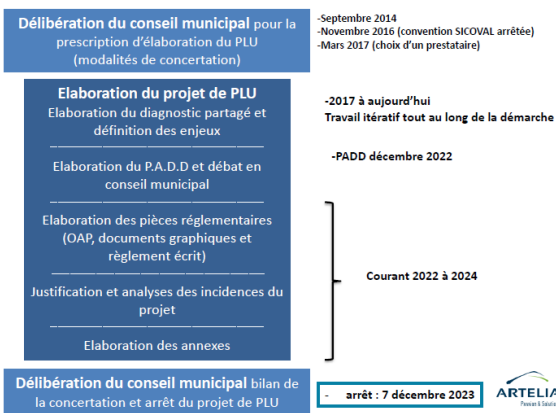 Délibération du conseil municipal pour la
prescription d'élaboration du PLU
(modalités de concertation)
-Septembre 2014
-Novembre 2016 (convention SICOVAL arrêtée)
-Mars 2017 (choix d'un prestataire)
Elaboration du projet de PLU
Elaboration du diagnostic partagé et
définition des enjeux
-2017 à aujourd'hui
Travail itératif tout au long de la démarche
Elaboration du P.A.D.D et débat en
conseil municipal
-PADD décembre 2022
Elaboration des pièces réglementaires
(OAP, documents graphiques et
règlement écrit)
Justification et analyses des incidences du
projet
Elaboration des annexes
Courant 2022 à 2024
Délibération du conseil municipal bilan de
la concertation et arrêt du projet de PLU
- arrêt : 7 décembre 2023
ARTELIA